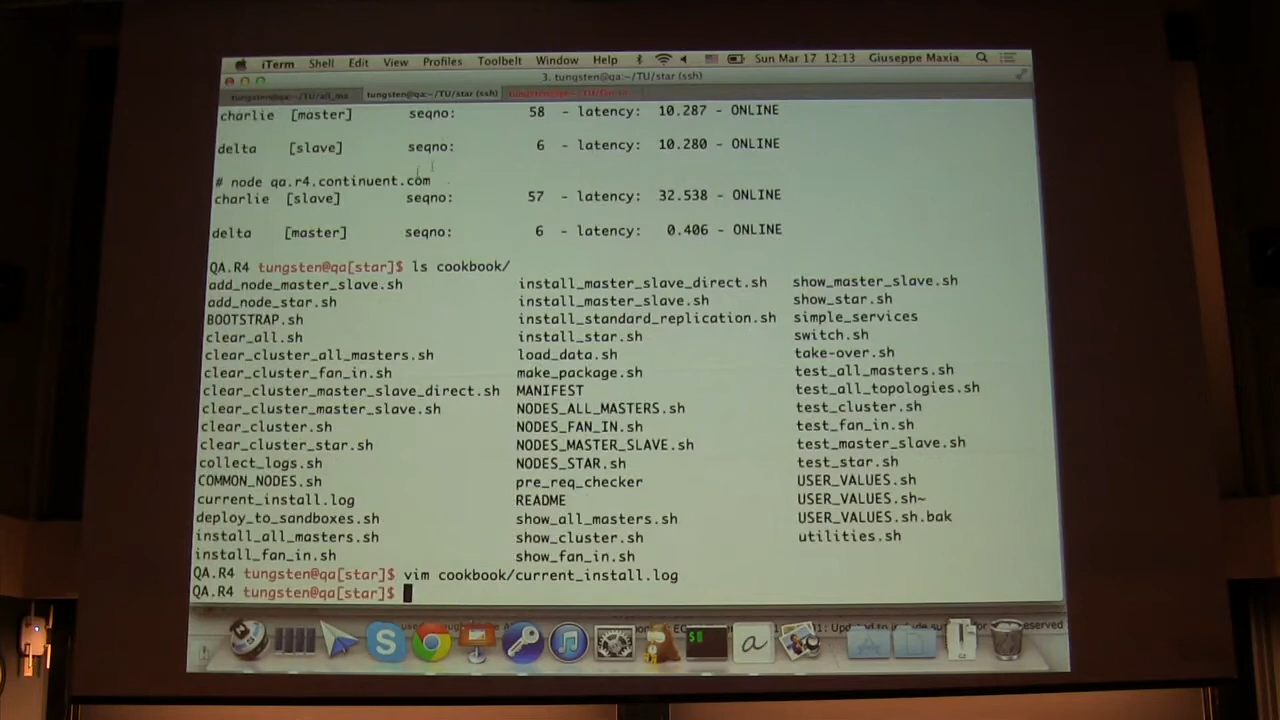 iTerm Shell Edit View Profiles Toolbelt Window Help Sun Mar 17 12:13 Giuseppe Maxia
3. tungsten@qa:~/TU/star (ssh)
tungsten@qa:~/TU/star (ssh)
charlie [master] seqno: 58 - latency: 10.287 - ONLINE
delta [slave] seqno: 6 - latency: 10.280 - ONLINE
# node qa.r4.continuent.com
charlie [slave] seqno: 57 - latency: 32.538 - ONLINE
delta [master] seqno: 6 - latency: 0.406 - ONLINE
QA.R4 tungsten@qa[star]$ ls cookbook/
add_node_master_slave.sh install_master_slave_direct.sh show_master_slave.sh
add_node_star.sh install_master_slave.sh show_star.sh
BOOTSTRAP.sh install_standard_replication.sh simple_services
clear_all.sh install_star.sh switch.sh
clear_cluster_all_masters.sh load_data.sh take-over.sh
clear_cluster_fan_in.sh make_package.sh test_all_masters.sh
clear_cluster_master_slave_direct.sh MANIFEST test_all_topologies.sh
clear_cluster_master_slave.sh NODES_ALL_MASTERS.sh test_cluster.sh
clear_cluster.sh NODES_FAN_IN.sh test_fan_in.sh
clear_cluster_star.sh NODES_MASTER_SLAVE.sh test_master_slave.sh
collect_logs.sh NODES_STAR.sh test_star.sh
COMMON_NODES.sh pre_req_checker USER_VALUES.sh
current_install.log README USER_VALUES.sh~
deploy_to_sandboxes.sh show_all_masters.sh USER_VALUES.sh.bak
install_all_masters.sh show_cluster.sh utilities.sh
install_fan_in.sh show_fan_in.sh
QA.R4 tungsten@qa[star]$ vim cookbook/current_install.log
QA.R4 tungsten@qa[star]$